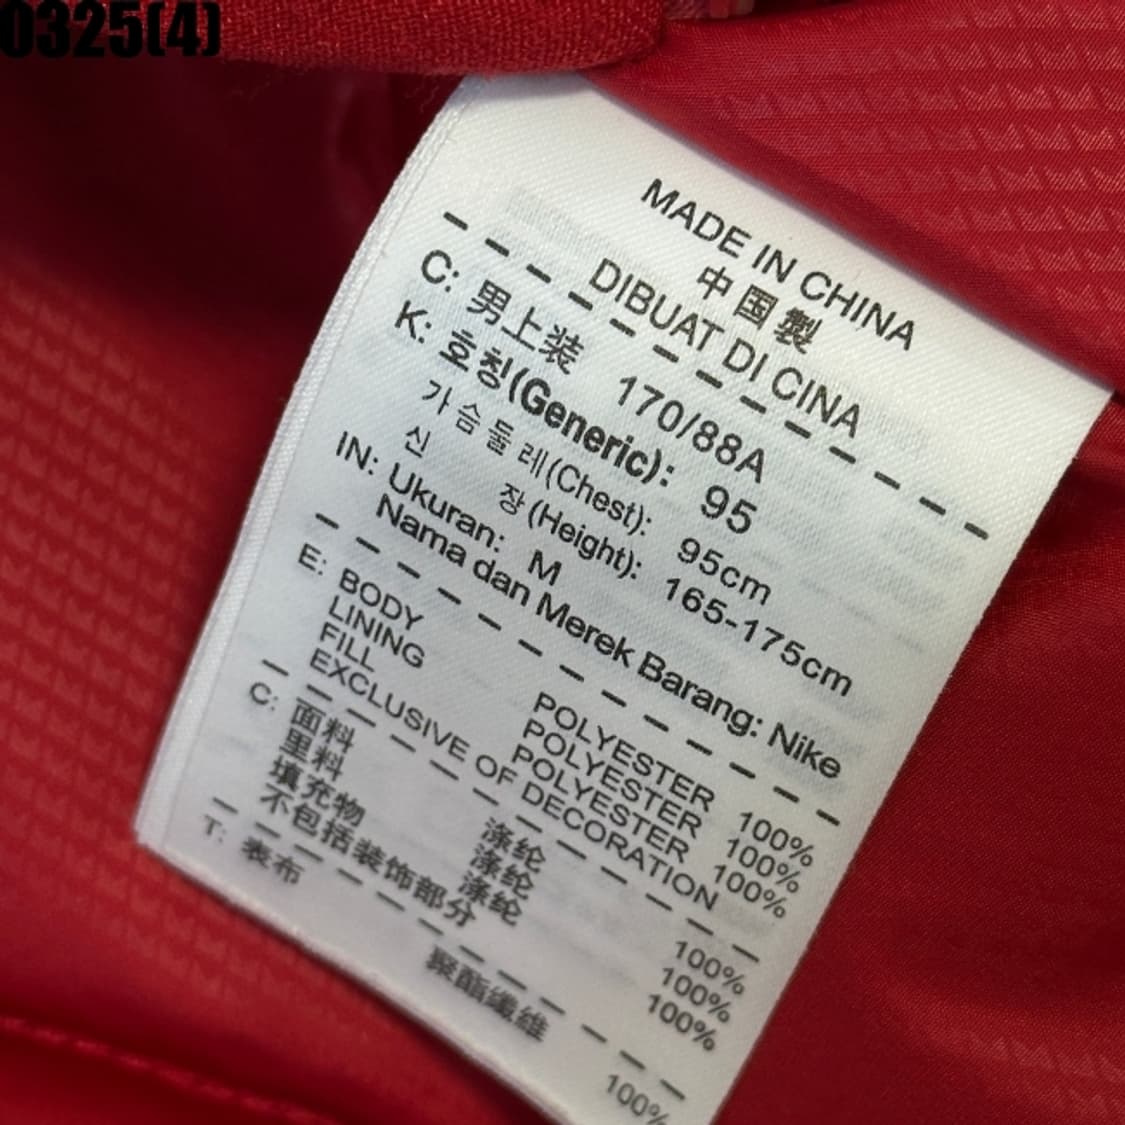 0325(4)
MADE IN CHINA
中国製
DIBUAT DI CINA
C: 男上装 170/88A
K: 호칭(Generic): 95
가슴둘레(Chest): 95cm
신장(Height): 165-175cm
IN: Ukuran: M
Nama dan Merek Barang: Nike
E: BODY POLYESTER 100%
LINING POLYESTER 100%
FILL POLYESTER 100%
EXCLUSIVE OF DECORATION
C: 面料 涤纶 100%
里料 涤纶 100%
填充物 涤纶 100%
不包括装饰部分
T: 表布 聚酯纖維 100%